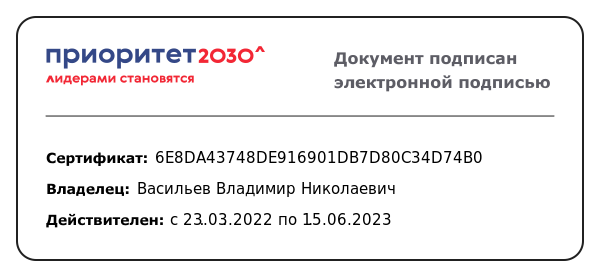 приоритет2030^
лидерами становятся
Документ подписан
электронной подписью
Сертификат: 6E8DA43748DE916901DB7D80C34D74B0
Владелец: Васильев Владимир Николаевич
Действителен: с 23.03.2022 по 15.06.2023